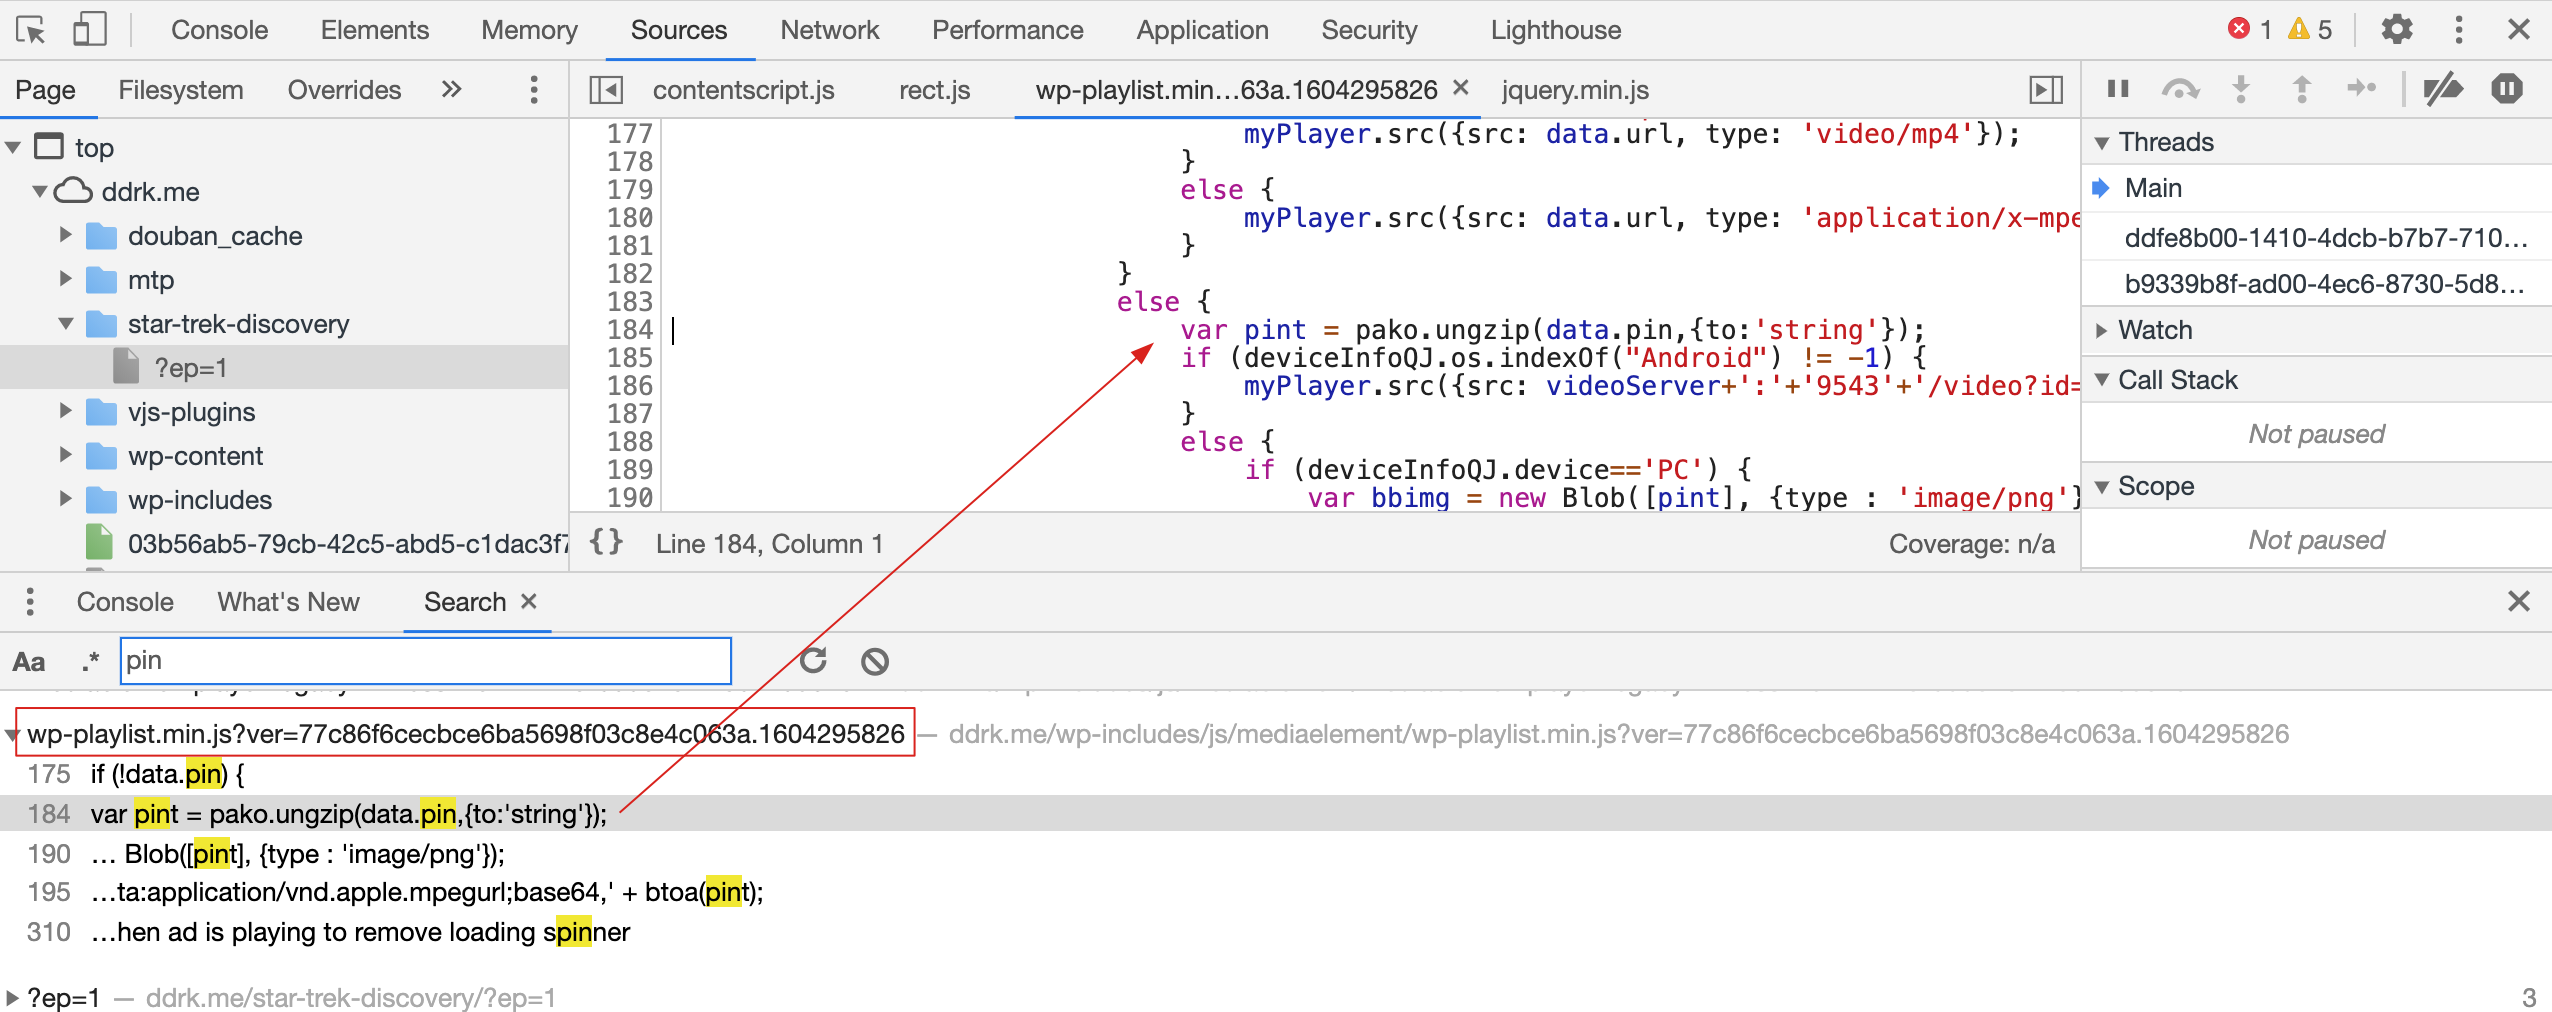 Console Elements Memory Sources Network Performance Application Security Lighthouse 1 5
Page Filesystem Overrides »
contentscript.js rect.js wp-playlist.min…63a.1604295826 × jquery.min.js
top
ddrk.me
douban_cache
mtp
star-trek-discovery
?ep=1
vjs-plugins
wp-content
wp-includes
03b56ab5-79cb-42c5-abd5-c1dac3f7
177 myPlayer.src({src: data.url, type: 'video/mp4'});
178 }
179 else {
180 myPlayer.src({src: data.url, type: 'application/x-mpe
181 }
182 }
183 else {
184 var pint = pako.ungzip(data.pin,{to:'string'});
185 if (deviceInfoQJ.os.indexOf("Android") != -1) {
186 myPlayer.src({src: videoServer+':'+'9543'+'/video?id=
187 }
188 else {
189 if (deviceInfoQJ.device=='PC') {
190 var bbimg = new Blob([pint], {type : 'image/png'}
{} Line 184, Column 1 Coverage: n/a
Threads
Main
ddfe8b00-1410-4dcb-b7b7-710…
b9339b8f-ad00-4ec6-8730-5d8…
Watch
Call Stack
Not paused
Scope
Not paused
Console What's New Search ×
Aa .* pin
wp-playlist.min.js?ver=77c86f6cecbce6ba5698f03c8e4c063a.1604295826 — ddrk.me/wp-includes/js/mediaelement/wp-playlist.min.js?ver=77c86f6cecbce6ba5698f03c8e4c063a.1604295826
175 if (!data.pin) {
184 var pint = pako.ungzip(data.pin,{to:'string'});
190 … Blob([pint], {type : 'image/png'});
195 …ta:application/vnd.apple.mpegurl;base64,' + btoa(pint);
310 …hen ad is playing to remove loading spinner
?ep=1 — ddrk.me/star-trek-discovery/?ep=1 3